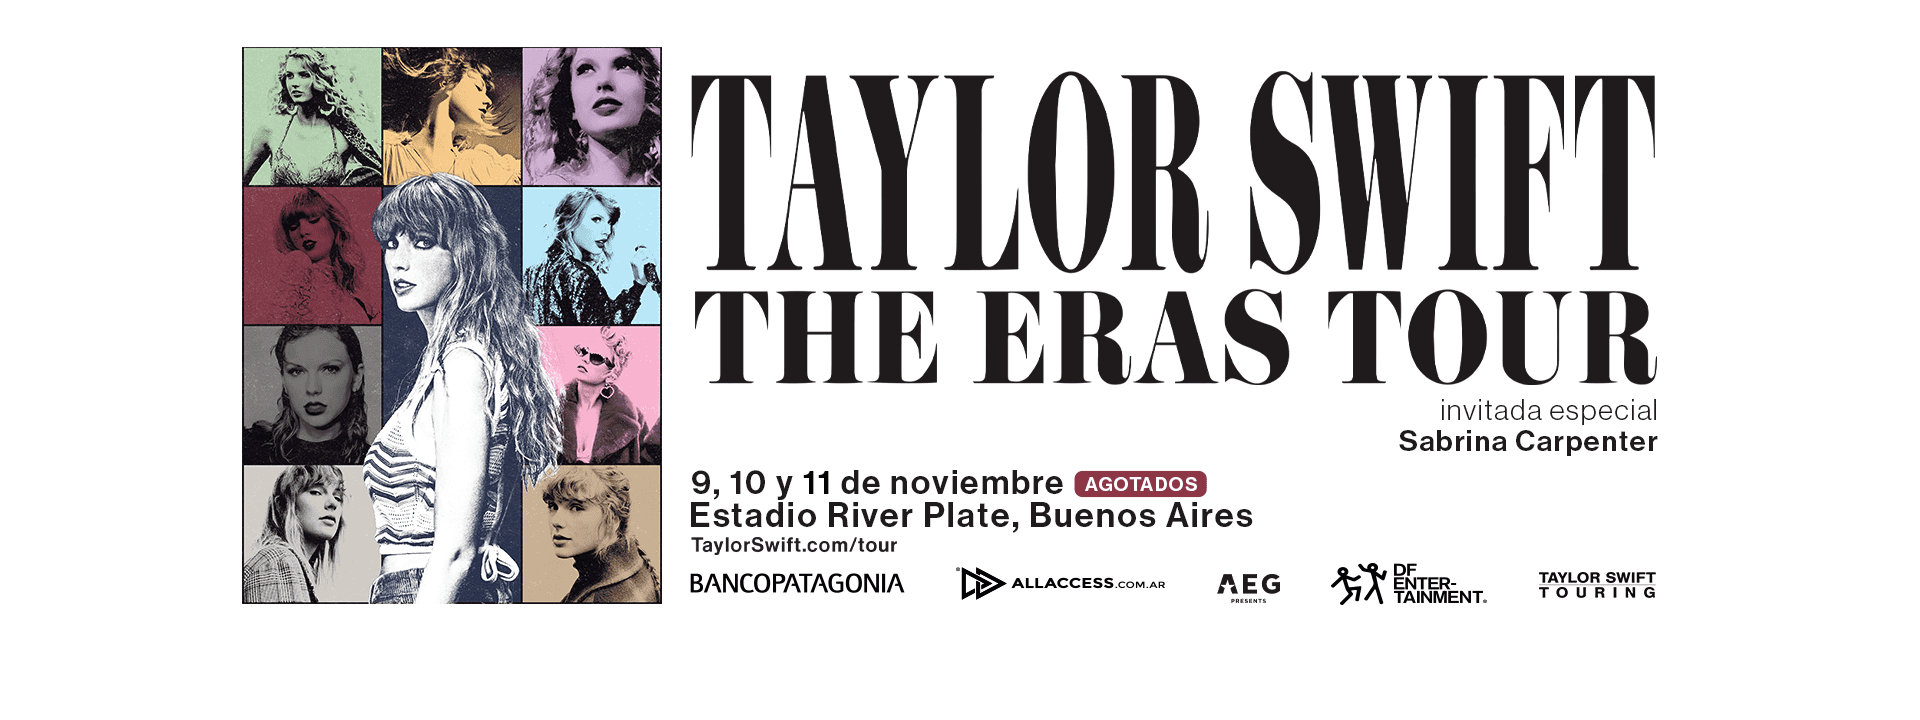 TAYLOR SWIFT
THE ERAS TOUR
invitada especial
Sabrina Carpenter
9, 10 y 11 de noviembre AGOTADOS
Estadio River Plate, Buenos Aires
TaylorSwift.com/tour
BANCOPATAGONIA
ALLACCESS.COM.AR
AEG
PRESENTS
DF
ENTER-
TAINMENT
TAYLOR SWIFT
TOURING